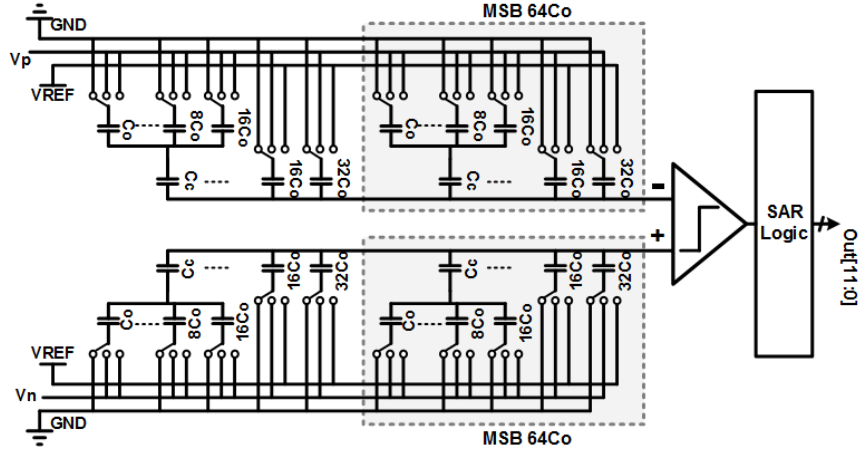 MSB 64Co
GND
Vp
VREF
Co
8Co
16Co
Cc
16Co
32Co
Co
8Co
16Co
Cc
16Co
32Co
-
+
SAR
Logic
Out[11:0]
Cc
16Co
32Co
Cc
16Co
32Co
Co
8Co
16Co
Co
8Co
16Co
VREF
Vn
GND
MSB 64Co